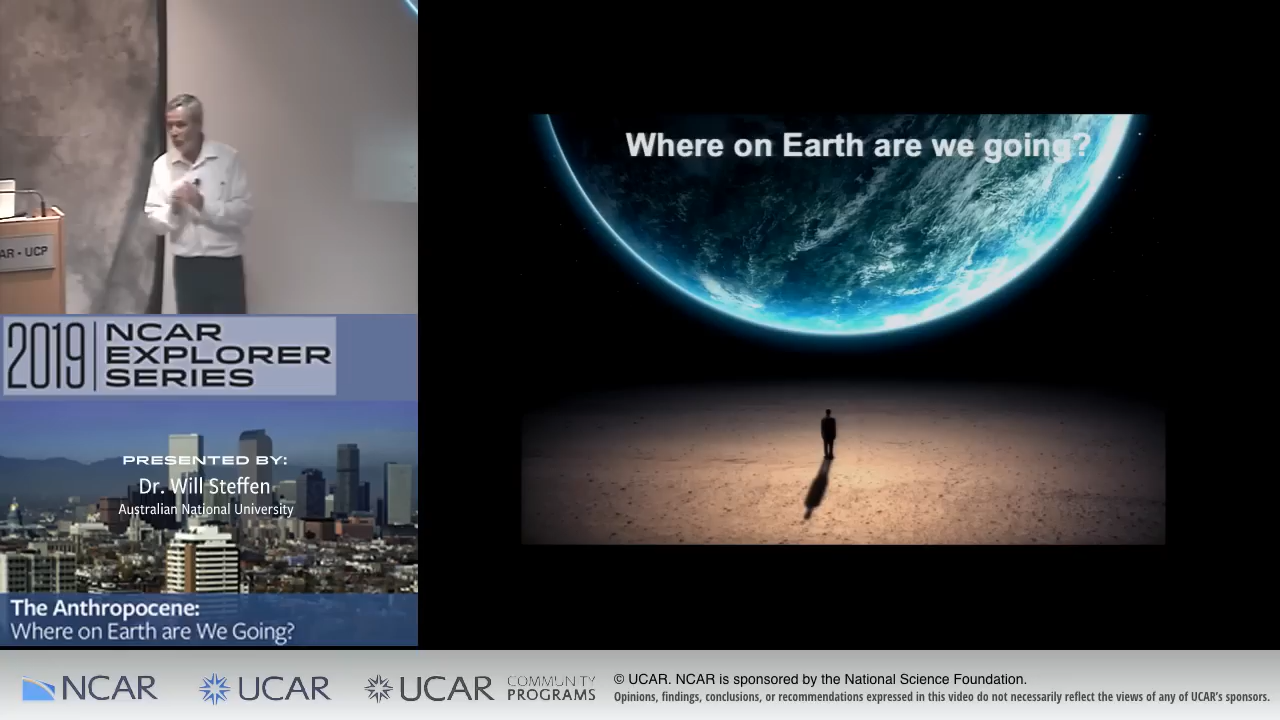 AR - UCP
2019 NCAR
EXPLORER
SERIES
PRESENTED BY:
Dr. Will Steffen
Australian National University
The Anthropocene:
Where on Earth are We Going?
Where on Earth are we going?
NCAR
UCAR
UCAR
COMMUNITY
PROGRAMS
© UCAR. NCAR is sponsored by the National Science Foundation.
Opinions, findings, conclusions, or recommendations expressed in this video do not necessarily reflect the views of any of UCAR's sponsors.